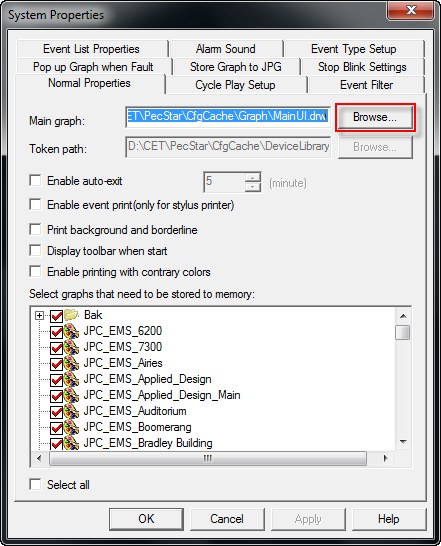 System Properties
Event List Properties Alarm Sound Event Type Setup
Pop up Graph when Fault Store Graph to JPG Stop Blink Settings
Normal Properties Cycle Play Setup Event Filter
Main graph: ET\PecStar\CfgCache\Graph\MainUI.drw Browse...
Token path: D:\CET\PecStar\CfgCache\DeviceLibrary Browse...
Enable auto-exit 5 (minute)
Enable event print(only for stylus printer)
Print background and borderline
Display toolbar when start
Enable printing with contrary colors
Select graphs that need to be stored to memory:
Bak
JPC_EMS_6200
JPC_EMS_7300
JPC_EMS_Airies
JPC_EMS_Applied_Design
JPC_EMS_Applied_Design_Main
JPC_EMS_Auditorium
JPC_EMS_Boomerang
JPC_EMS_Bradley Building
Select all
OK Cancel Apply Help